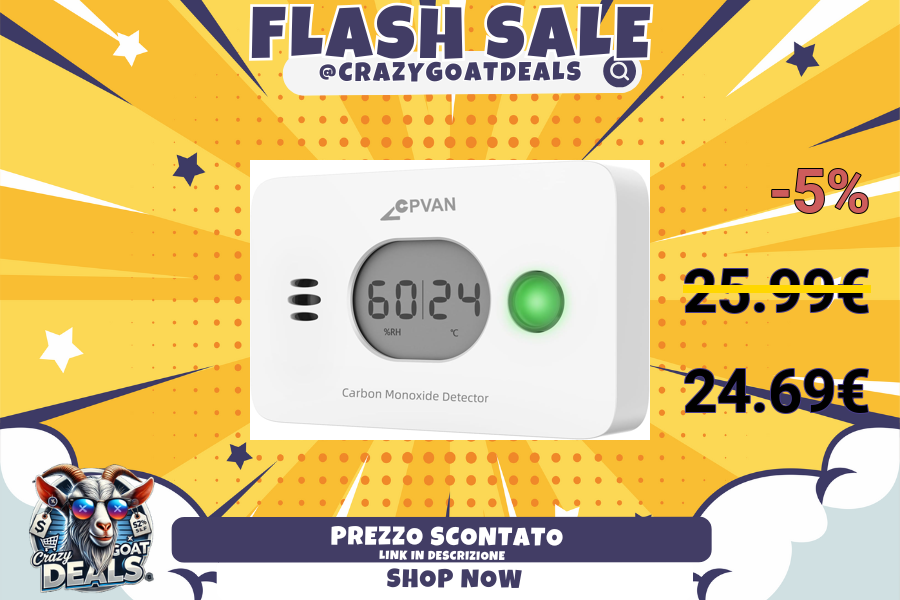 FLASH SALE
@CRAZYGOATDEALS
-5%
25.99€
24.69€
CPVAN
60 24
%RH ℃
Carbon Monoxide Detector
$
52%
Crazy GOAT
DEALS
PREZZO SCONTATO
LINK IN DESCRIZIONE
SHOP NOW